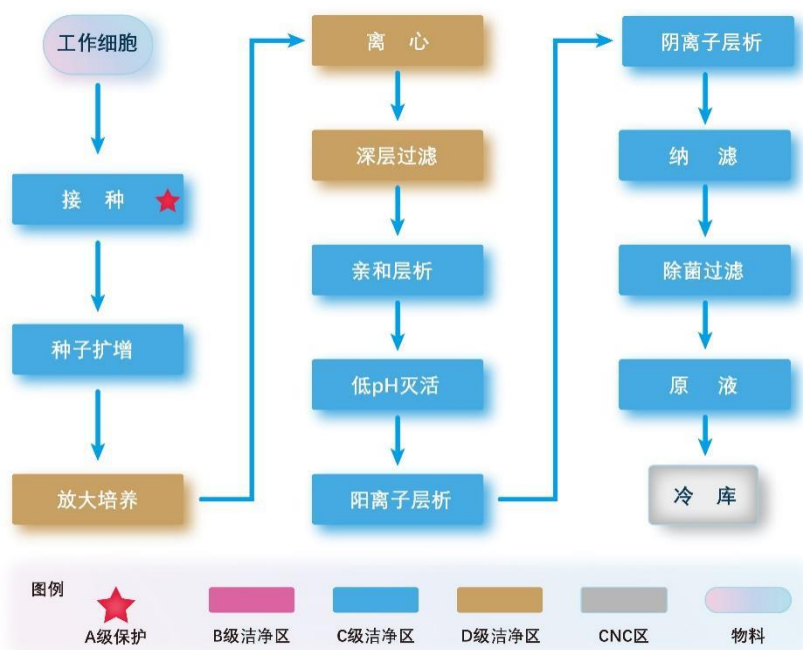 工作细胞
接 种
种子扩增
放大培养
离 心
深层过滤
亲和层析
低pH灭活
阳离子层析
阴离子层析
纳 滤
除菌过滤
原 液
冷 库
图例
A级保护
B级洁净区
C级洁净区
D级洁净区
CNC区
物料